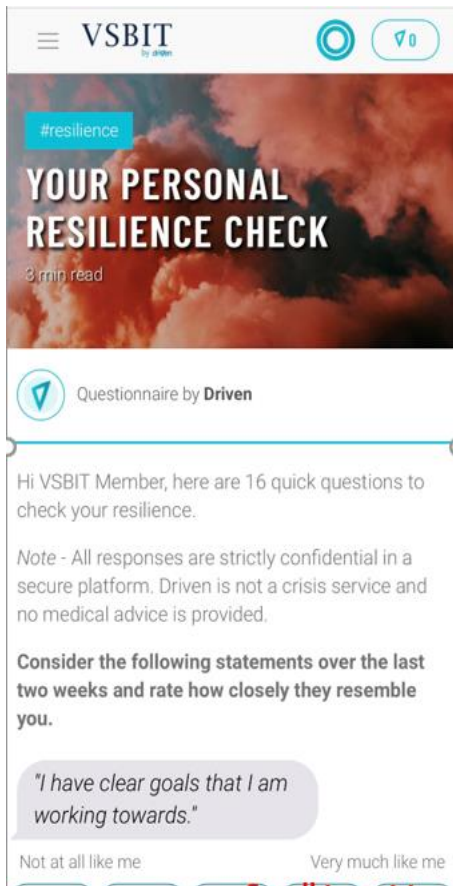 VSBIT
by driven
0
#resilience
YOUR PERSONAL
RESILIENCE CHECK
3 min read
Questionnaire by Driven
Hi VSBIT Member, here are 16 quick questions to
check your resilience.
Note - All responses are strictly confidential in a
secure platform. Driven is not a crisis service and
no medical advice is provided.
Consider the following statements over the last
two weeks and rate how closely they resemble
you.
"I have clear goals that I am
working towards."
Not at all like me
Very much like me